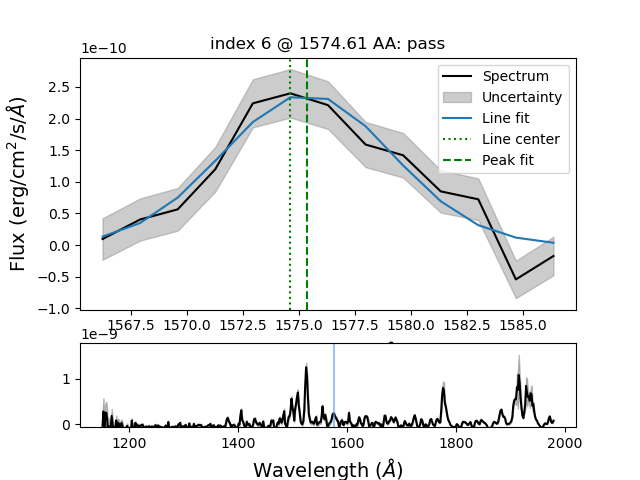 index 6 @ 1574.61 AA: pass
1e−10
Flux (erg/cm²/s/Å)
2.5
2.0
1.5
1.0
0.5
0.0
−0.5
−1.0
Spectrum
Uncertainty
Line fit
Line center
Peak fit
1567.5 1570.0 1572.5 1575.0 1577.5 1580.0 1582.5 1585.0
1e−9
1
0
1200 1400 1600 1800 2000
Wavelength (Å)